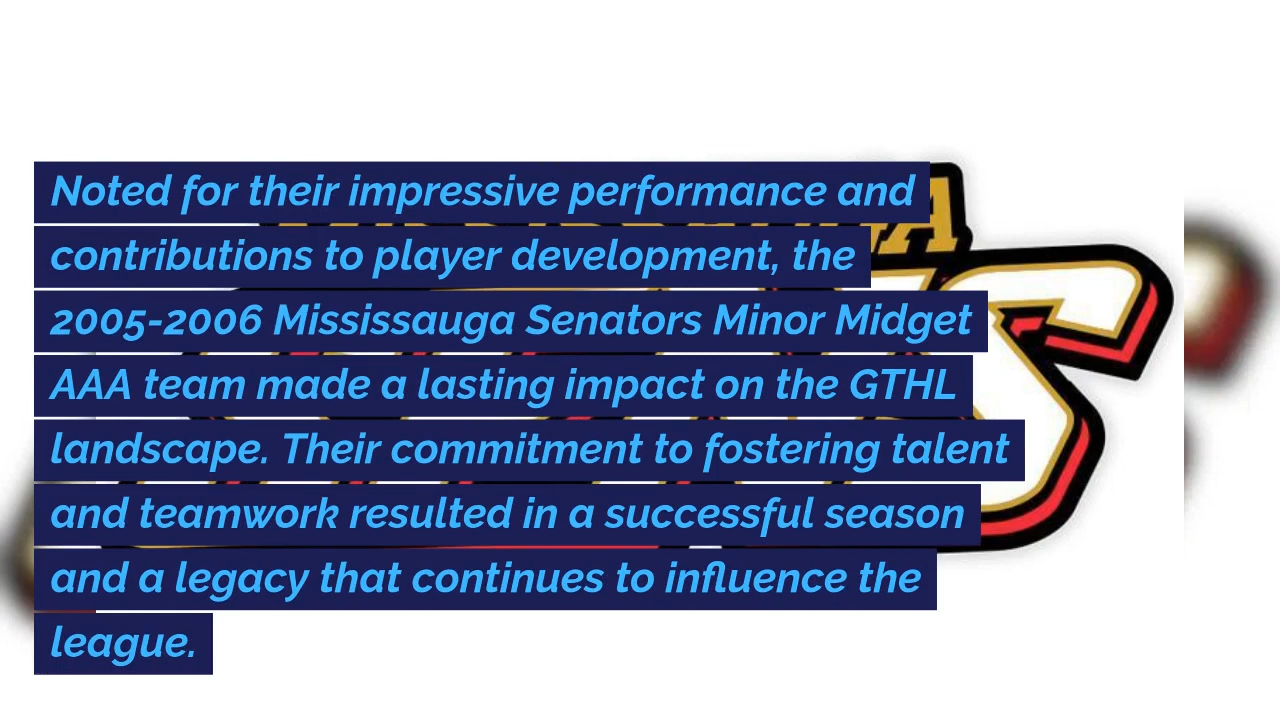 Noted for their impressive performance and
contributions to player development, the
2005-2006 Mississauga Senators Minor Midget
AAA team made a lasting impact on the GTHL
landscape. Their commitment to fostering talent
and teamwork resulted in a successful season
and a legacy that continues to influence the
league.